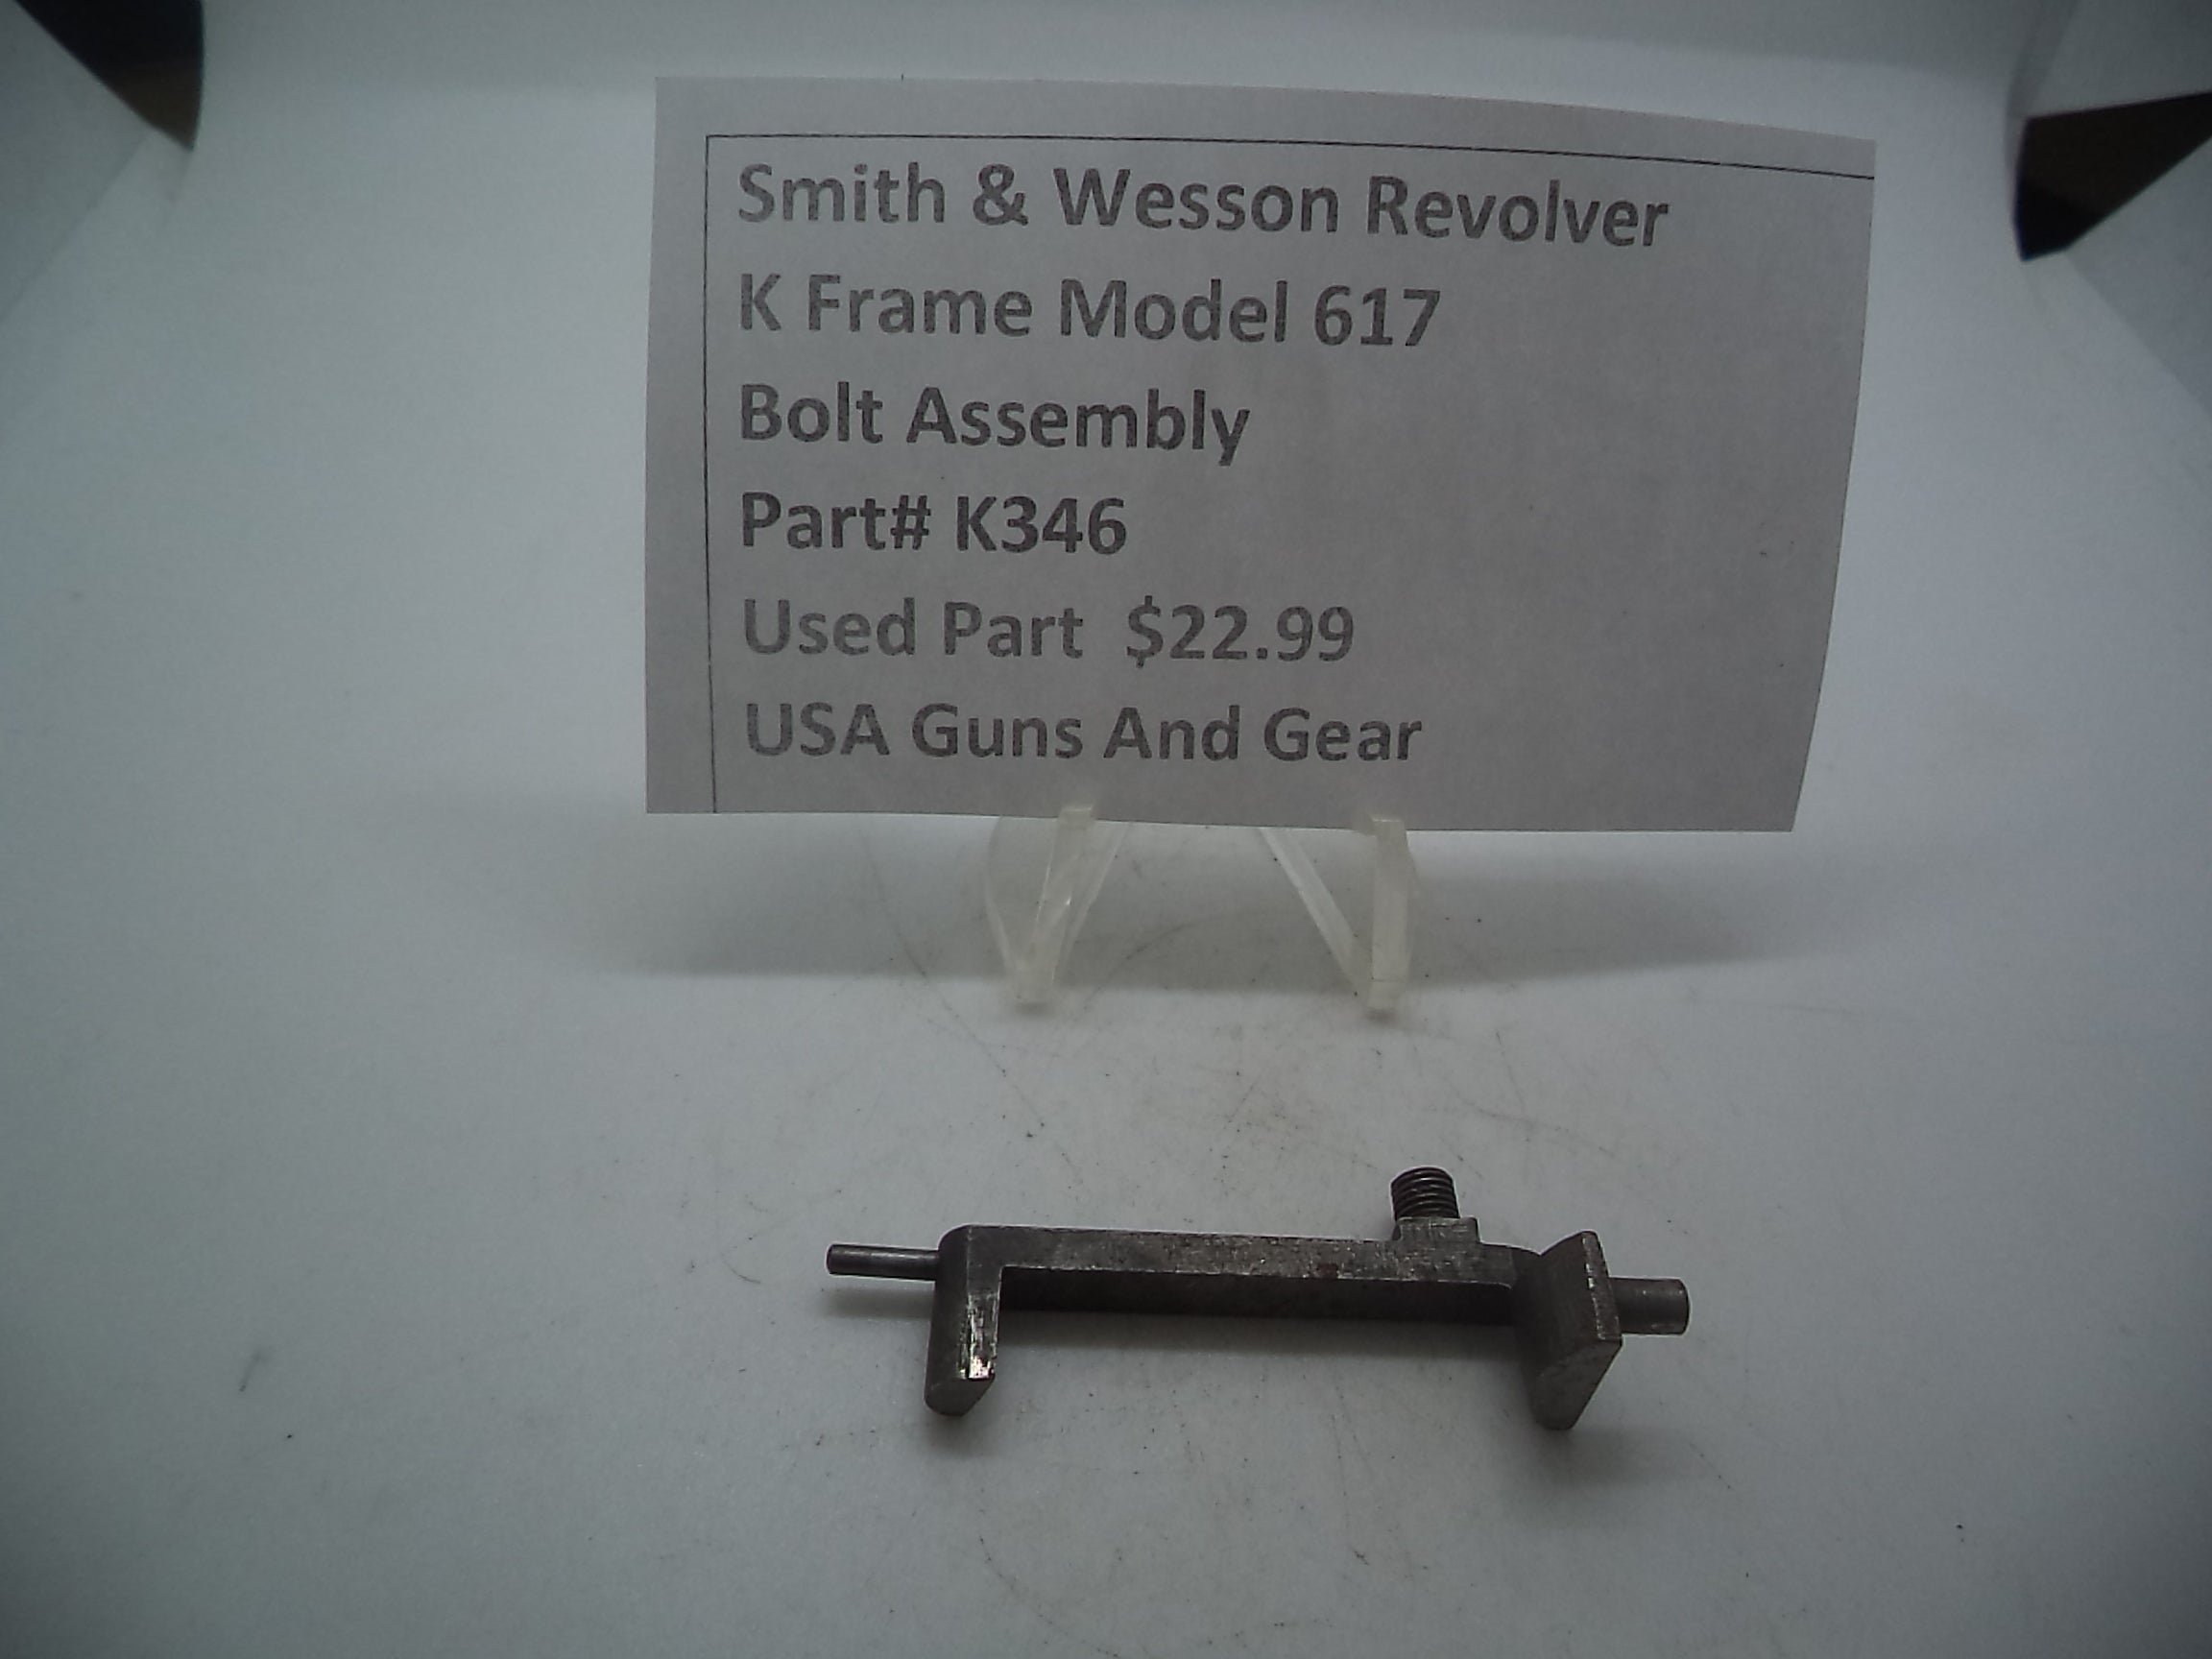 Smith & Wesson Revolver
K Frame Model 617
Bolt Assembly
Part# K346
Used Part  $22.99
USA Guns And Gear